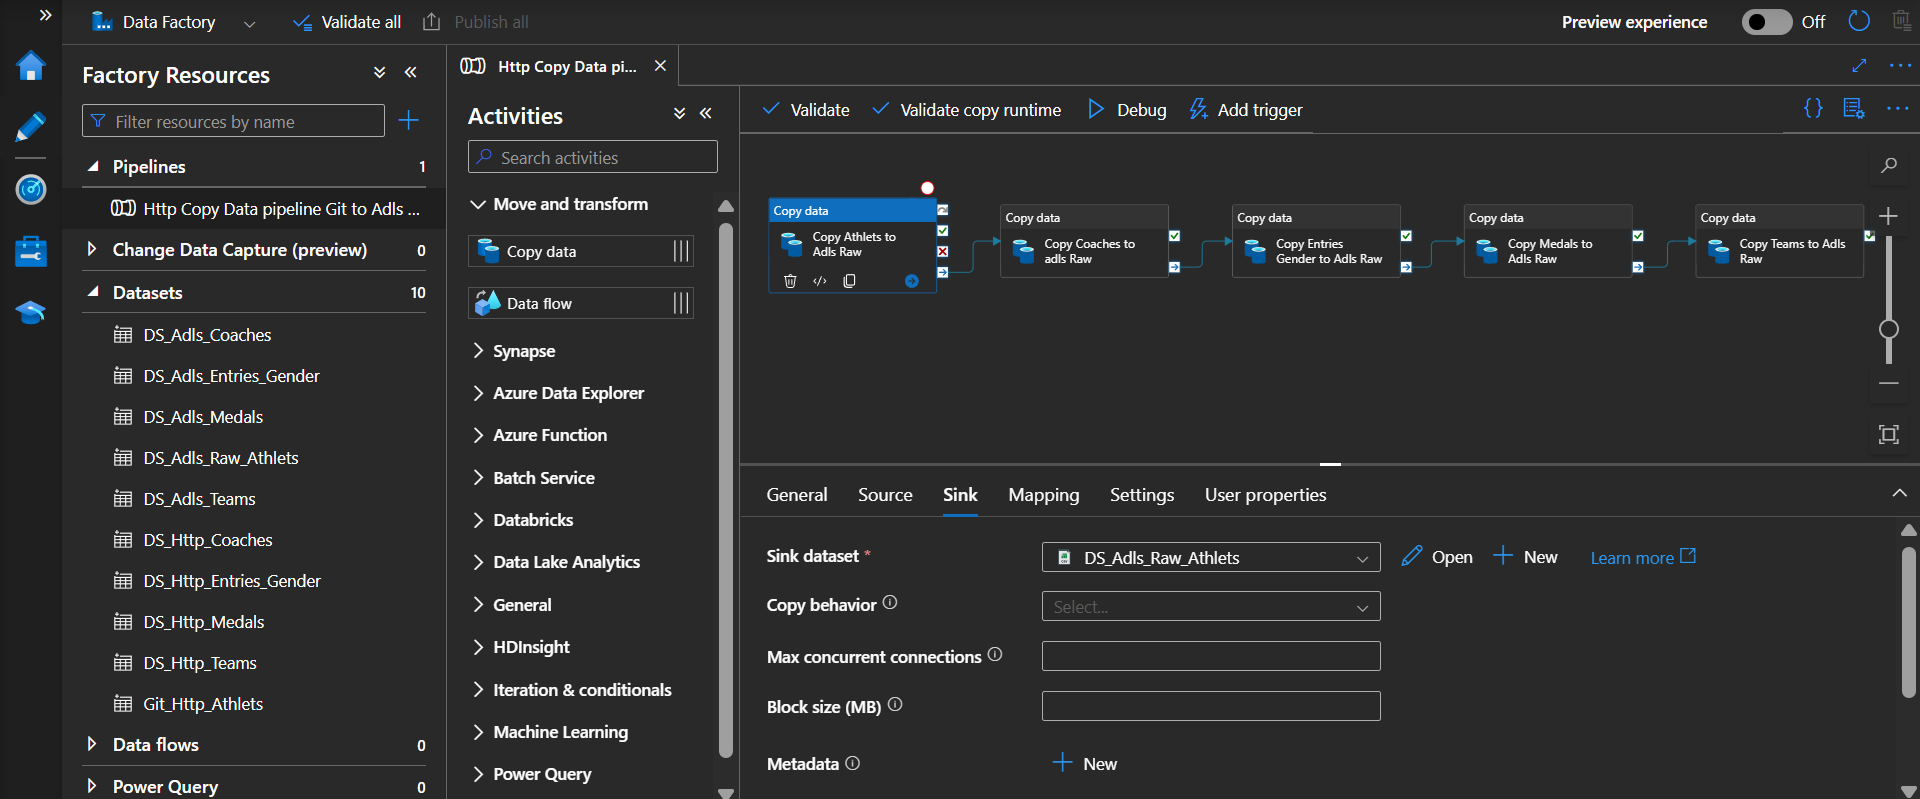 Data Factory
Validate all
Publish all
Preview experience
Off
Factory Resources
Filter resources by name
Pipelines 1
Http Copy Data pipeline Git to Adls ...
Change Data Capture (preview) 0
Datasets 10
DS_Adls_Coaches
DS_Adls_Entries_Gender
DS_Adls_Medals
DS_Adls_Raw_Athlets
DS_Adls_Teams
DS_Http_Coaches
DS_Http_Entries_Gender
DS_Http_Medals
DS_Http_Teams
Git_Http_Athlets
Data flows 0
Power Query 0
Http Copy Data pi...
Activities
Search activities
Move and transform
Copy data
Data flow
Synapse
Azure Data Explorer
Azure Function
Batch Service
Databricks
Data Lake Analytics
General
HDInsight
Iteration & conditionals
Machine Learning
Power Query
Validate
Validate copy runtime
Debug
Add trigger
Copy data
Copy Athlets to
Adls Raw
Copy data
Copy Coaches to
adls Raw
Copy data
Copy Entries
Gender to Adls Raw
Copy data
Copy Medals to
Adls Raw
Copy data
Copy Teams to Adls
Raw
General
Source
Sink
Mapping
Settings
User properties
Sink dataset *
DS_Adls_Raw_Athlets
Open
New
Learn more
Copy behavior
Select...
Max concurrent connections
Block size (MB)
Metadata
New